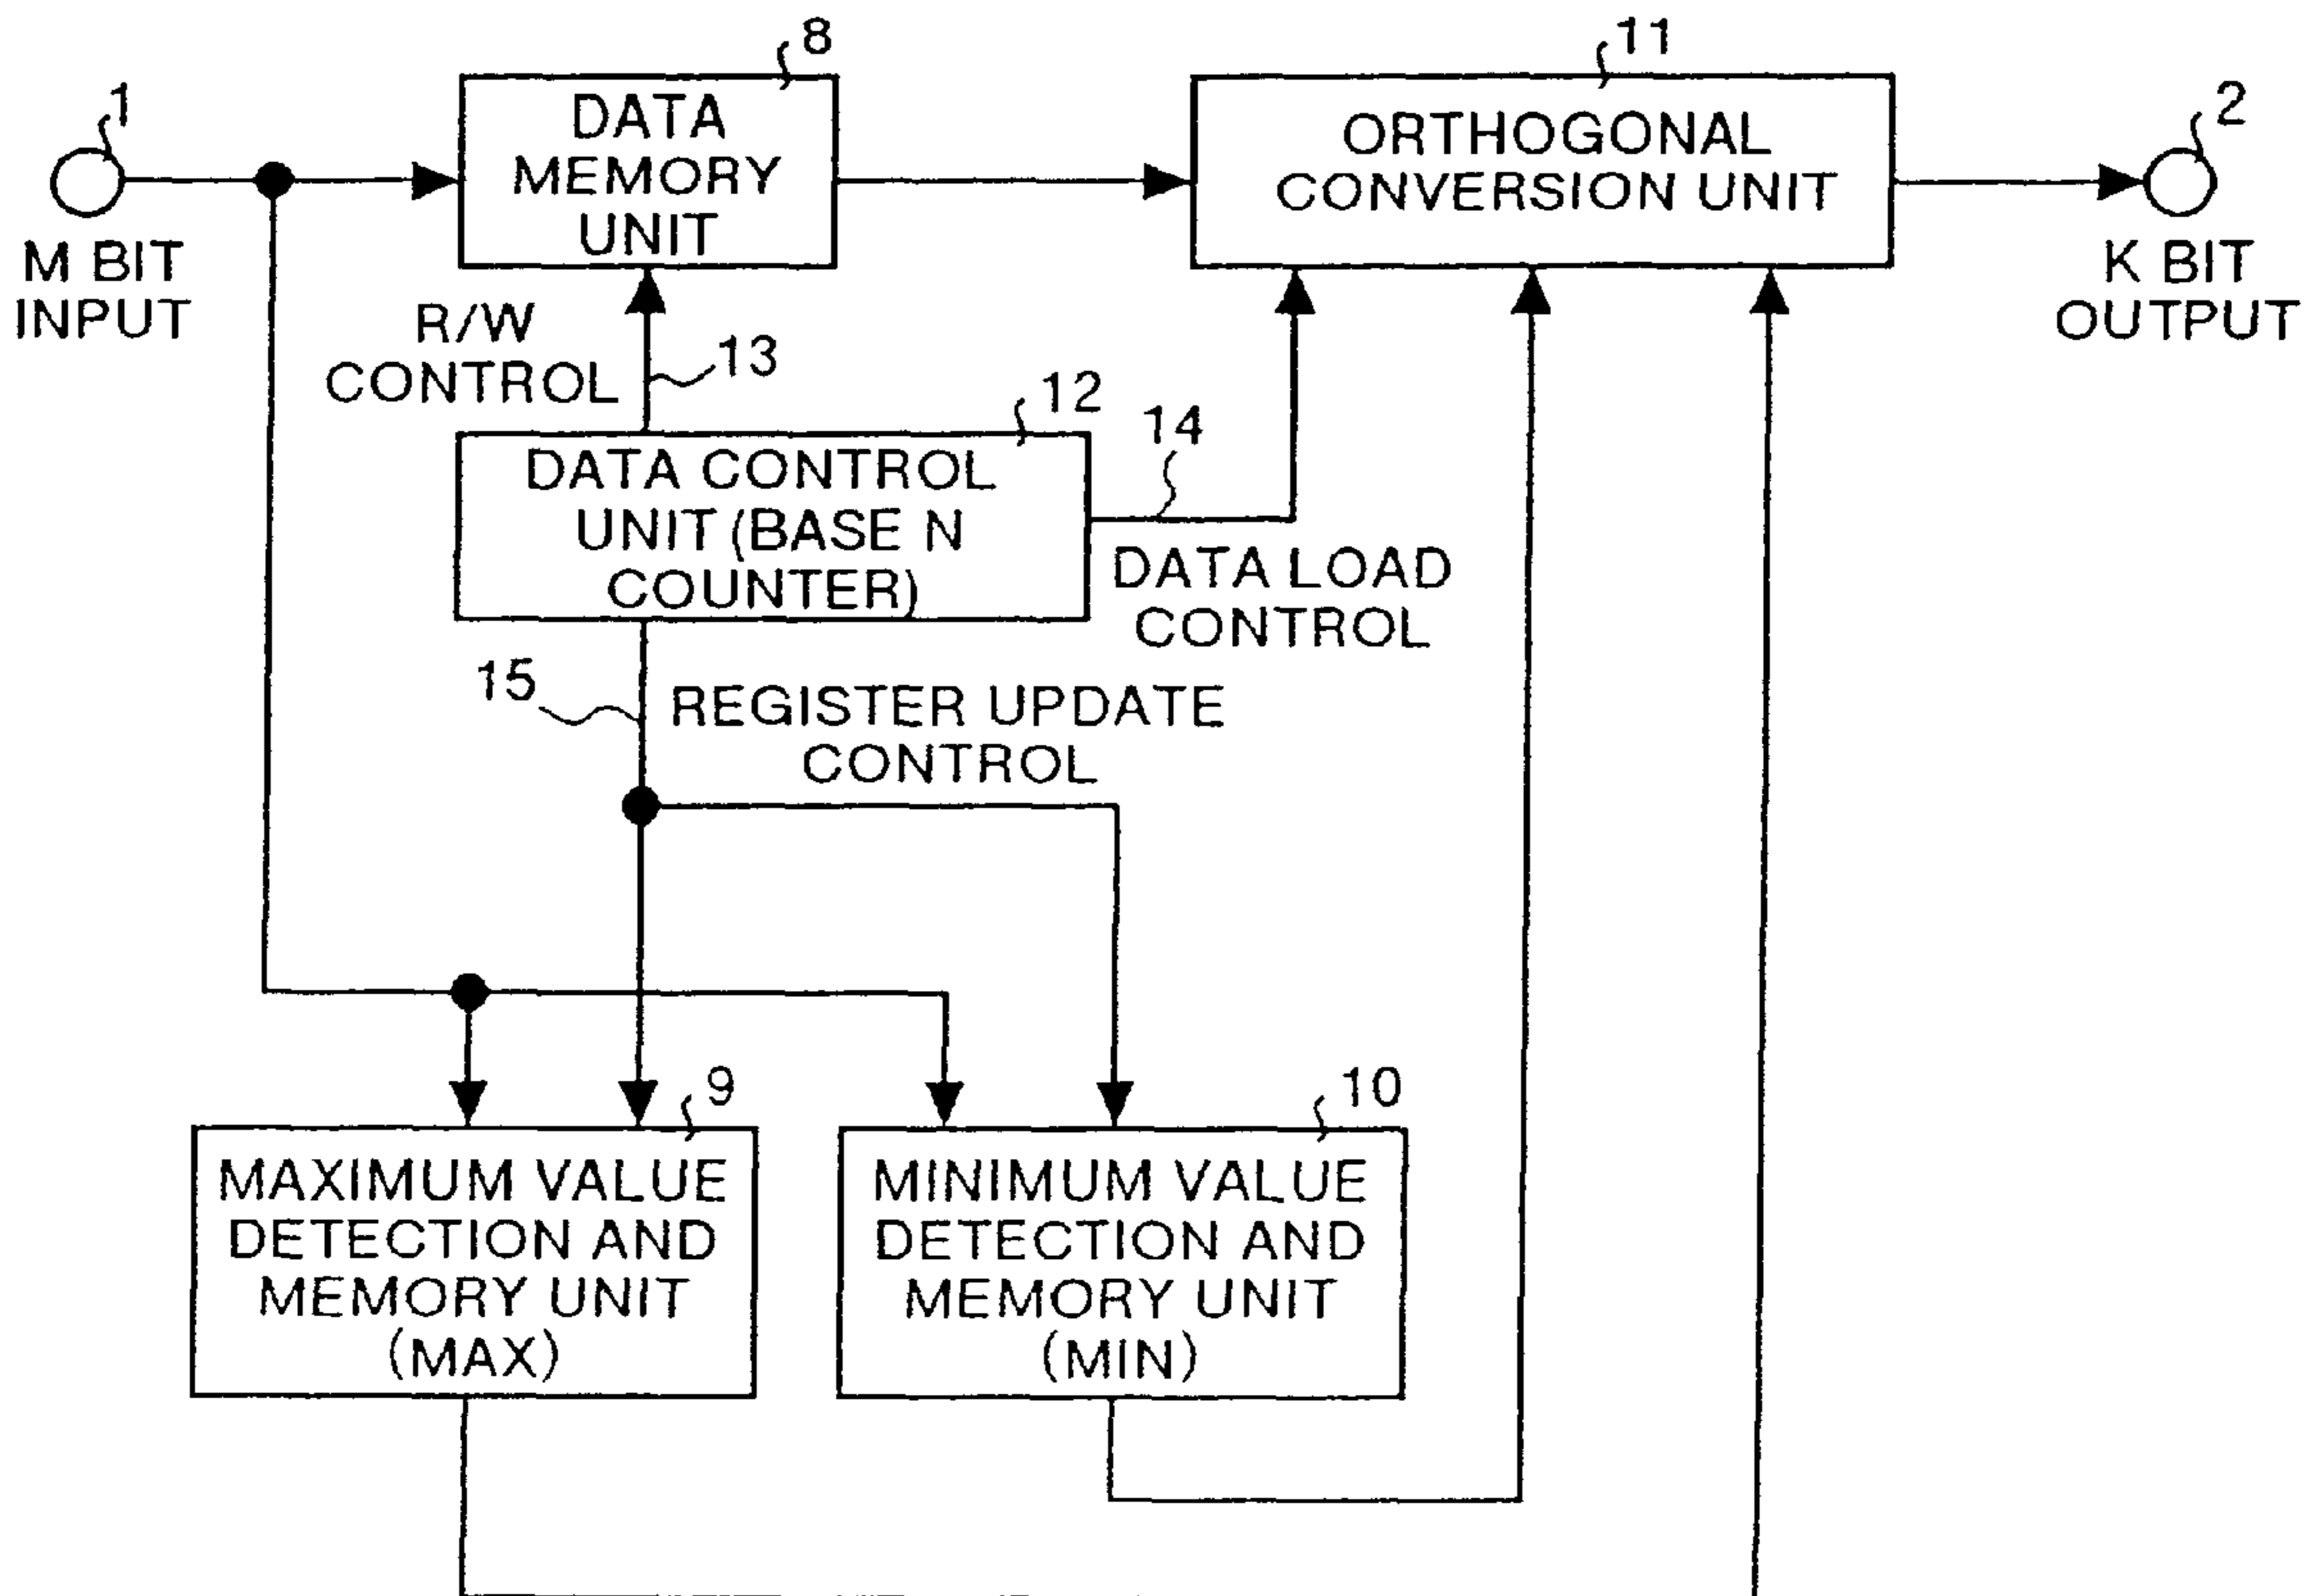 1
M BIT
INPUT
8
DATA
MEMORY
UNIT
11
ORTHOGONAL
CONVERSION UNIT
2
K BIT
OUTPUT
R/W
CONTROL
13
12
DATA CONTROL
UNIT (BASE N
COUNTER)
14
DATA LOAD
CONTROL
15
REGISTER UPDATE
CONTROL
9
MAXIMUM VALUE
DETECTION AND
MEMORY UNIT
(MAX)
10
MINIMUM VALUE
DETECTION AND
MEMORY UNIT
(MIN)